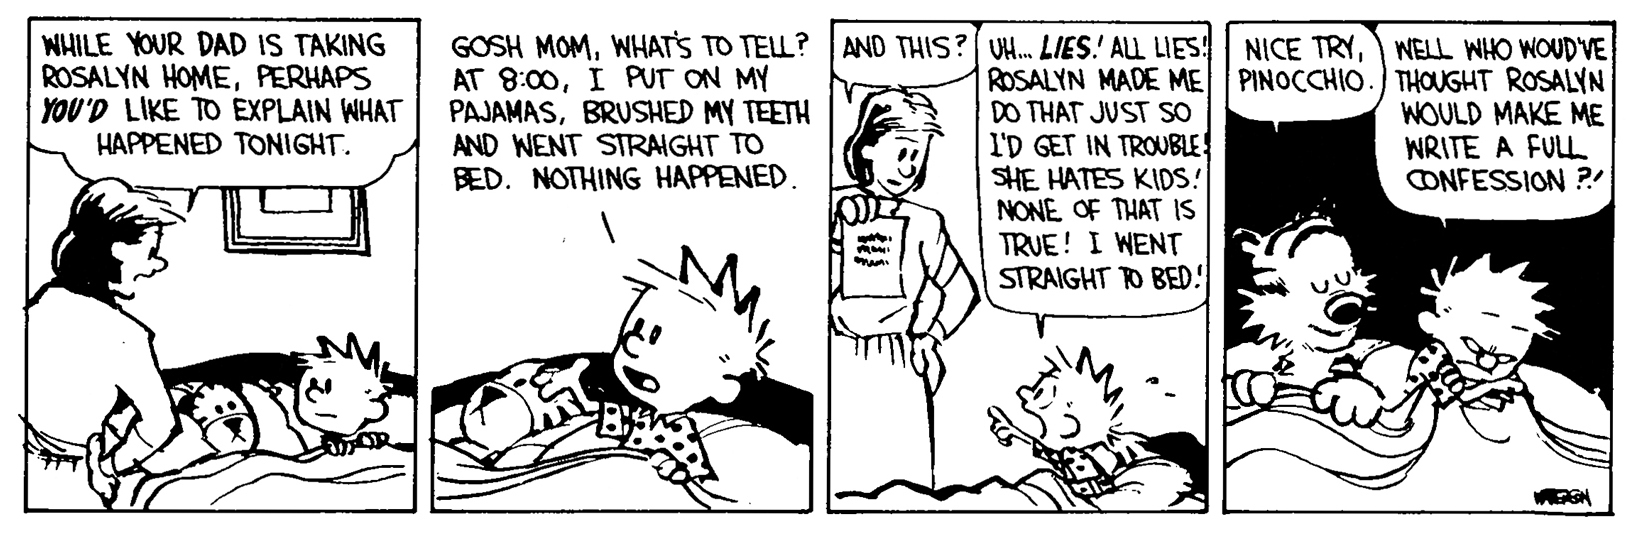 WHILE YOUR DAD IS TAKING
ROSALYN HOME, PERHAPS
YOU'D LIKE TO EXPLAIN WHAT
HAPPENED TONIGHT.
GOSH MOM, WHAT'S TO TELL?
AT 8:00, I PUT ON MY
PAJAMAS, BRUSHED MY TEETH
AND WENT STRAIGHT TO
BED. NOTHING HAPPENED.
AND THIS?
UH... LIES! ALL LIES!
ROSALYN MADE ME
DO THAT JUST SO
I'D GET IN TROUBLE!
SHE HATES KIDS!
NONE OF THAT IS
TRUE! I WENT
STRAIGHT TO BED!
NICE TRY,
PINOCCHIO.
WELL WHO WOUD'VE
THOUGHT ROSALYN
WOULD MAKE ME
WRITE A FULL
CONFESSION?!